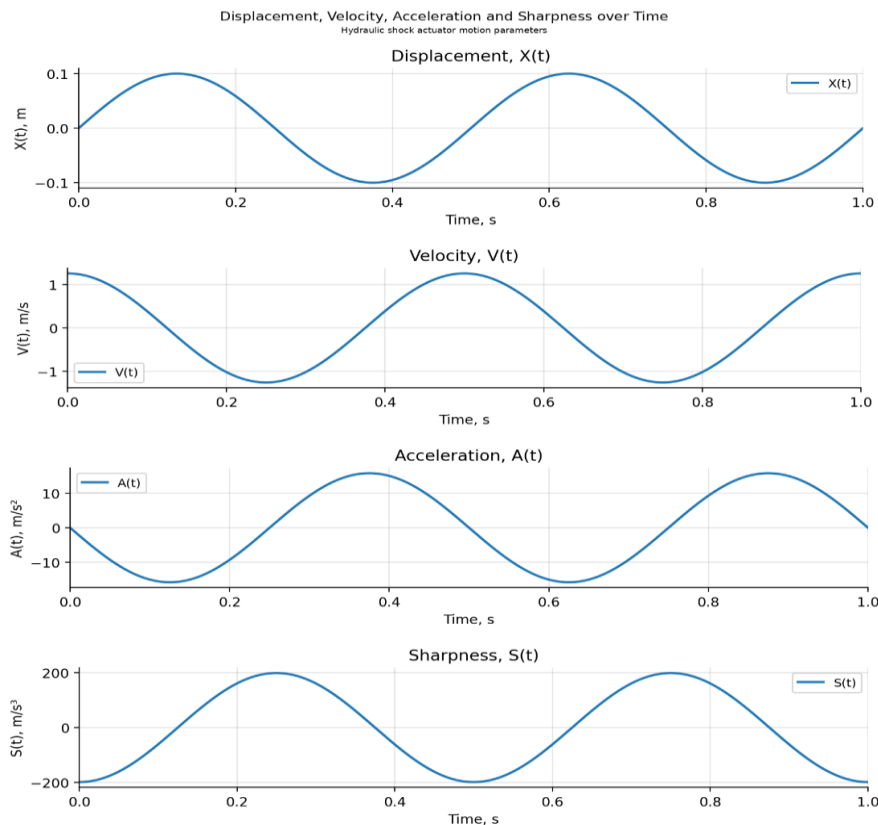 Displacement, Velocity, Acceleration and Sharpness over Time
Hydraulic shock actuator motion parameters
Displacement, X(t)
X(t), m
0.1
0.0
−0.1
X(t)
0.0 0.2 0.4 0.6 0.8 1.0
Time, s
Velocity, V(t)
V(t), m/s
1
0
−1
V(t)
0.0 0.2 0.4 0.6 0.8 1.0
Time, s
Acceleration, A(t)
A(t), m/s²
10
0
−10
A(t)
0.0 0.2 0.4 0.6 0.8 1.0
Time, s
Sharpness, S(t)
S(t), m/s³
200
0
−200
S(t)
0.0 0.2 0.4 0.6 0.8 1.0
Time, s